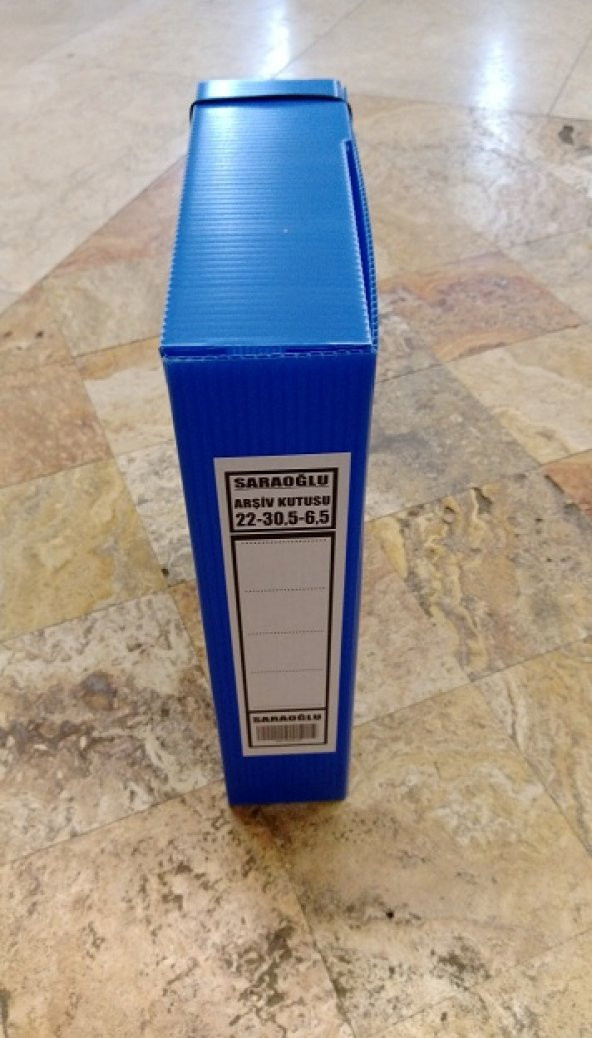 SARAOĞLU
ARŞİV KUTUSU
22-30,5-6,5
SARAOĞLU